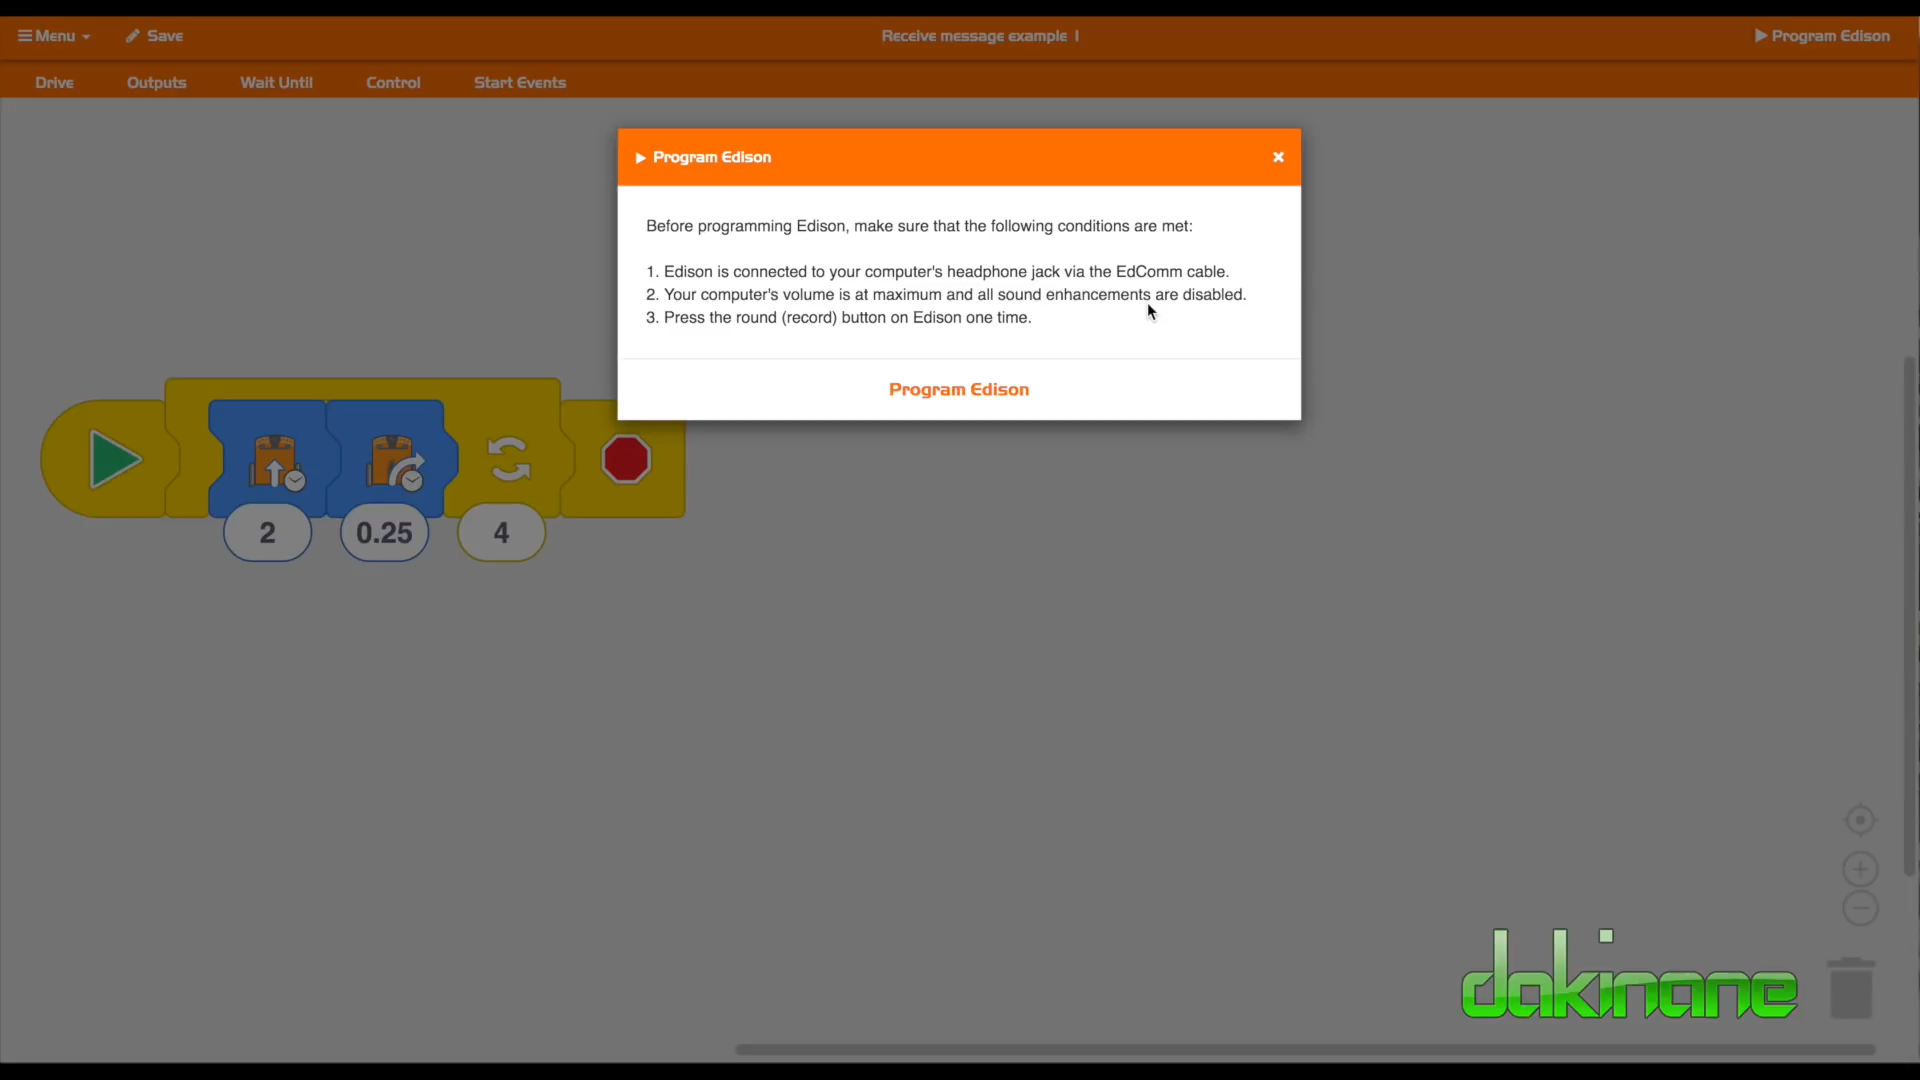 Menu
Save
Receive message example 1
Program Edison
Drive
Outputs
Wait Until
Control
Start Events
Program Edison
Before programming Edison, make sure that the following conditions are met:
1. Edison is connected to your computer's headphone jack via the EdComm cable.
2. Your computer's volume is at maximum and all sound enhancements are disabled.
3. Press the round (record) button on Edison one time.
Program Edison
2
0.25
4
dakinane